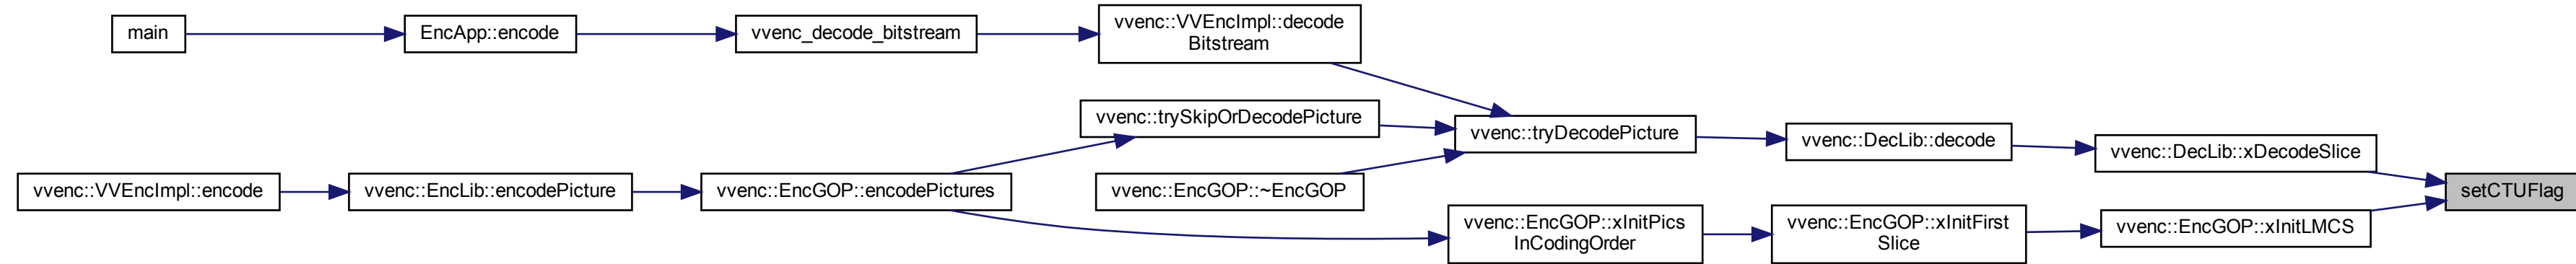 main
EncApp::encode
vvenc_decode_bitstream
vvenc::VVEncImpl::decode
Bitstream
vvenc::trySkipOrDecodePicture
vvenc::tryDecodePicture
vvenc::DecLib::decode
vvenc::DecLib::xDecodeSlice
vvenc::VVEncImpl::encode
vvenc::EncLib::encodePicture
vvenc::EncGOP::encodePictures
vvenc::EncGOP::~EncGOP
setCTUFlag
vvenc::EncGOP::xInitPics
InCodingOrder
vvenc::EncGOP::xInitFirst
Slice
vvenc::EncGOP::xInitLMCS